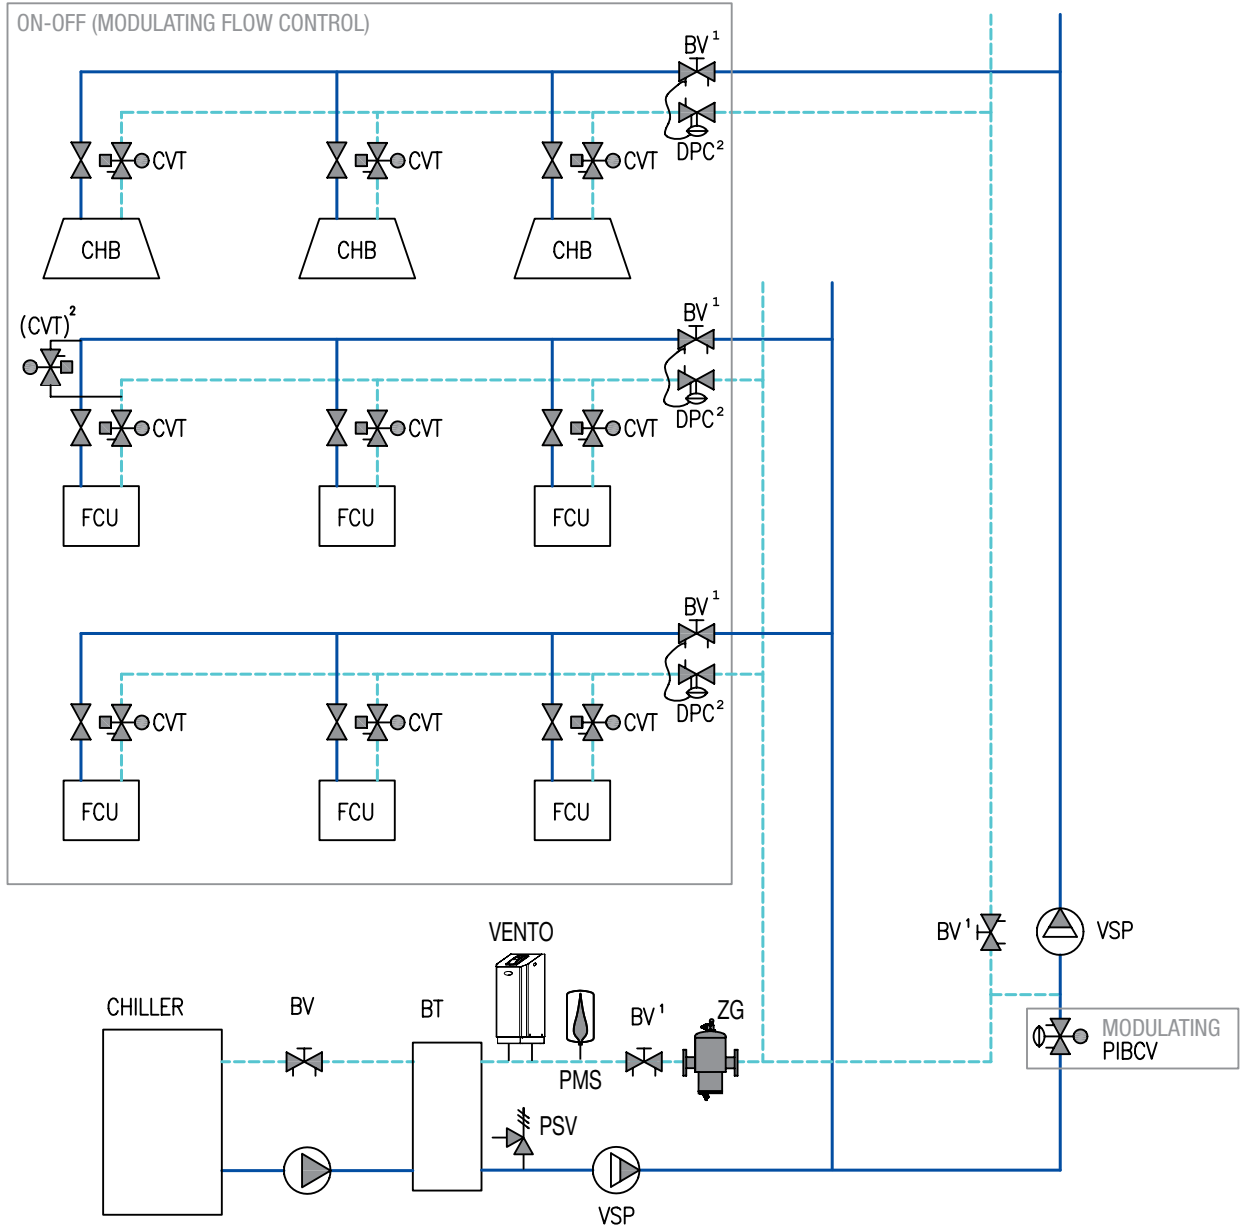 ON-OFF (MODULATING FLOW CONTROL)
BV¹
DPC²
CVT CVT CVT
CHB CHB CHB
(CVT)²
BV¹
DPC²
CVT CVT CVT
FCU FCU FCU
BV¹
DPC²
CVT CVT CVT
FCU FCU FCU
VENTO
BV¹ VSP
CHILLER BV BT BV¹ ZG
MODULATING
PIBCV
PMS
PSV
VSP